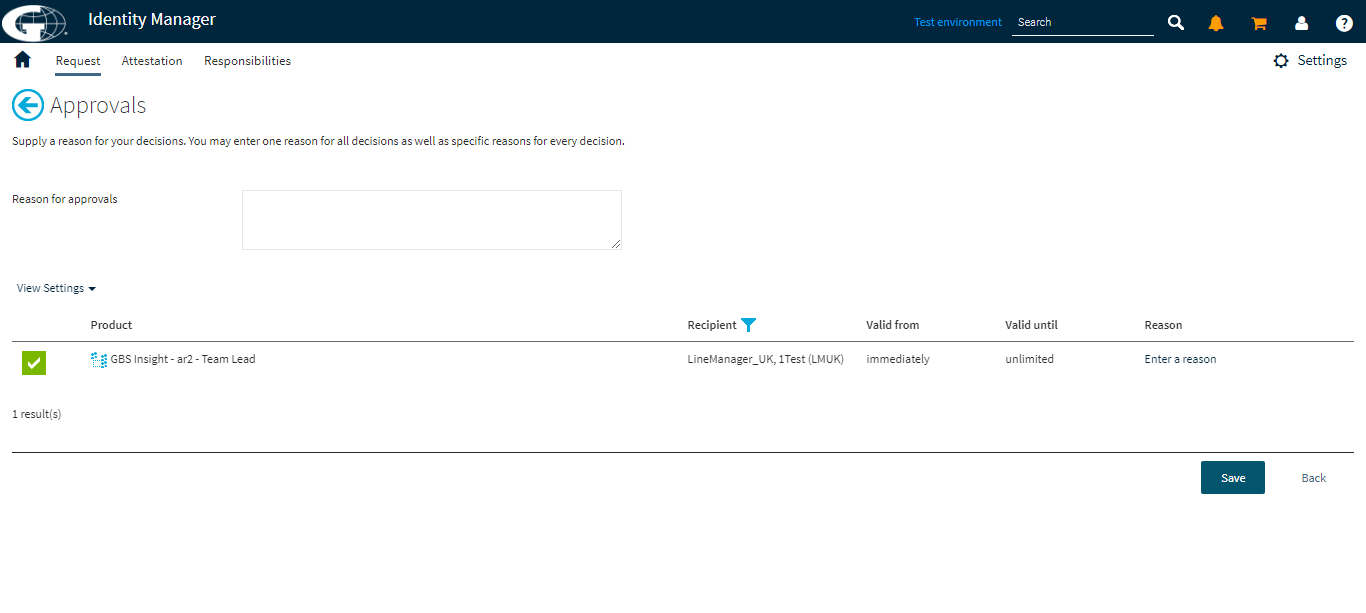 Identity Manager
Test environment
Search
Request
Attestation
Responsibilities
Settings
Approvals
Supply a reason for your decisions. You may enter one reason for all decisions as well as specific reasons for every decision.
Reason for approvals
View Settings
Product Recipient Valid from Valid until Reason
GBS Insight - ar2 - Team Lead LineManager_UK, 1Test (LMUK) immediately unlimited Enter a reason
1 result(s)
Save Back